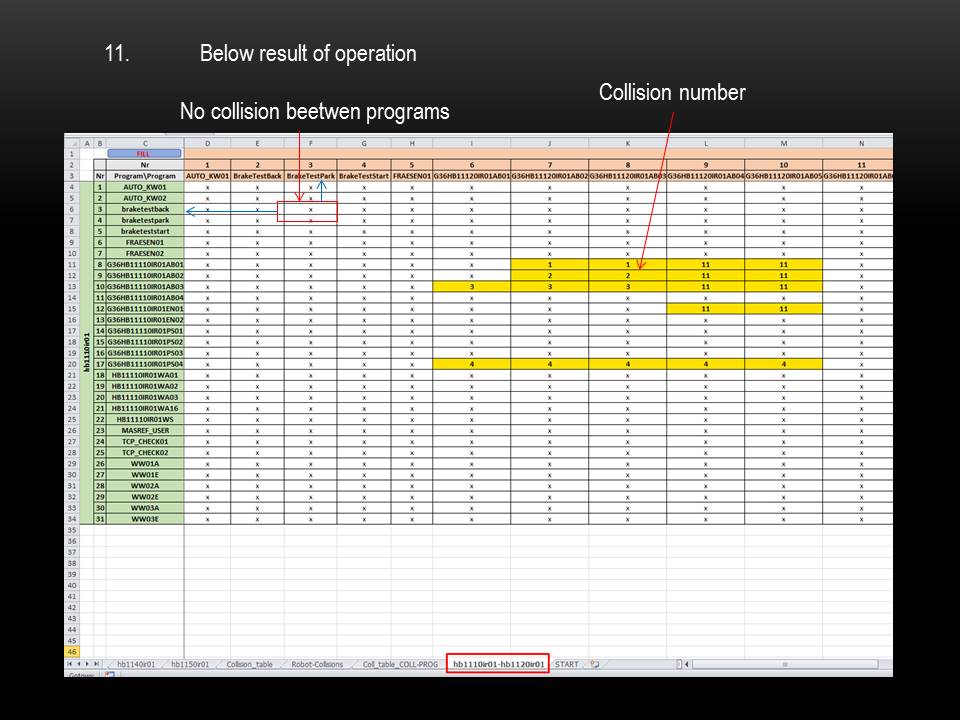 11. Below result of operation
Collision number
No collision beetwen programs
A B C D E F G H I J K L M N
1 FILL
2 Nr 1 2 3 4 5 6 7 8 9 10 11
3 Nr Program\Program AUTO_KW01 BrakeTestBack BrakeTestPark BrakeTestStart FRAESEN01 G36HB11120IR01AB01 G36HB11120IR01AB02 G36HB11120IR01AB03 G36HB11120IR01AB04 G36HB11120IR01AB05 G36HB11120IR01AB0
4 1 AUTO_KW01 x x x x x x x x x x x
5 2 AUTO_KW02 x x x x x x x x x x x
6 3 braketestback x x x x x x x x x x x
7 4 braketestpark x x x x x x x x x x x
8 5 braketeststart x x x x x x x x x x x
9 6 FRAESEN01 x x x x x x x x x x x
10 7 FRAESEN02 x x x x x x x x x x x
11 8 G36HB11110IR01AB01 x x x x x x 1 1 11 11 x
12 9 G36HB11110IR01AB02 x x x x x x 2 2 11 11 x
13 10 G36HB11110IR01AB03 x x x x x 3 3 3 11 11 x
14 11 G36HB11110IR01AB04 x x x x x x x x x x x
15 12 G36HB11110IR01EN01 x x x x x x x x 11 11 x
16 13 G36HB11110IR01EN02 x x x x x x x x x x x
17 14 G36HB11110IR01PS01 x x x x x x x x x x x
18 15 G36HB11110IR01PS02 x x x x x x x x x x x
19 16 G36HB11110IR01PS03 x x x x x x x x x x x
20 17 G36HB11110IR01PS04 x x x x x 4 4 4 4 4 x
21 18 HB11110IR01WA01 x x x x x x x x x x x
22 19 HB11110IR01WA02 x x x x x x x x x x x
23 20 HB11110IR01WA03 x x x x x x x x x x x
24 21 HB11110IR01WA16 x x x x x x x x x x x
25 22 HB11110IR01WS x x x x x x x x x x x
26 23 MASREF_USER x x x x x x x x x x x
27 24 TCP_CHECK01 x x x x x x x x x x x
28 25 TCP_CHECK02 x x x x x x x x x x x
29 26 WW01A x x x x x x x x x x x
30 27 WW01E x x x x x x x x x x x
31 28 WW02A x x x x x x x x x x x
32 29 WW02E x x x x x x x x x x x
33 30 WW03A x x x x x x x x x x x
34 31 WW03E x x x x x x x x x x x
hb1110ir01
35
36
37
38
39
40
41
42
43
44
45
46
hb1140ir01 hb1150ir01 Collision_table Robot-Collisions Coll_table_COLL-PROG hb1110ir01-hb1120ir01 START
Gotowy